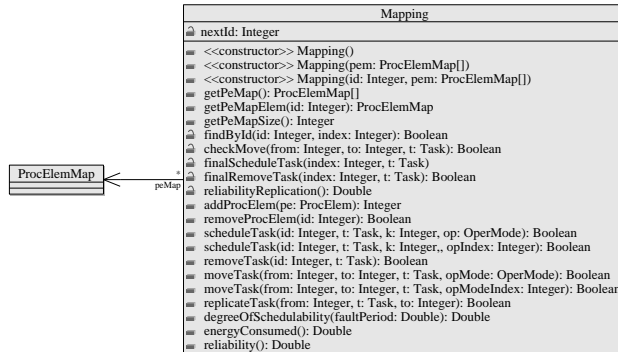 Mapping
nextId: Integer
<<constructor>> Mapping()
<<constructor>> Mapping(pem: ProcElemMap[])
<<constructor>> Mapping(id: Integer, pem: ProcElemMap[])
getPeMap(): ProcElemMap[]
getPeMapElem(id: Integer): ProcElemMap
getPeMapSize(): Integer
findById(id: Integer, index: Integer): Boolean
checkMove(from: Integer, to: Integer, t: Task): Boolean
finalScheduleTask(index: Integer, t: Task)
finalRemoveTask(index: Integer, t: Task): Boolean
reliabilityReplication(): Double
addProcElem(pe: ProcElem): Integer
removeProcElem(id: Integer): Boolean
scheduleTask(id: Integer, t: Task, k: Integer, op: OperMode): Boolean
scheduleTask(id: Integer, t: Task, k: Integer,, opIndex: Integer): Boolean
removeTask(id: Integer, t: Task): Boolean
moveTask(from: Integer, to: Integer, t: Task, opMode: OperMode): Boolean
moveTask(from: Integer, to: Integer, t: Task, opModeIndex: Integer): Boolean
replicateTask(from: Integer, t: Task, to: Integer): Boolean
degreeOfSchedulability(faultPeriod: Double): Double
energyConsumed(): Double
reliability(): Double
ProcElemMap
*
peMap